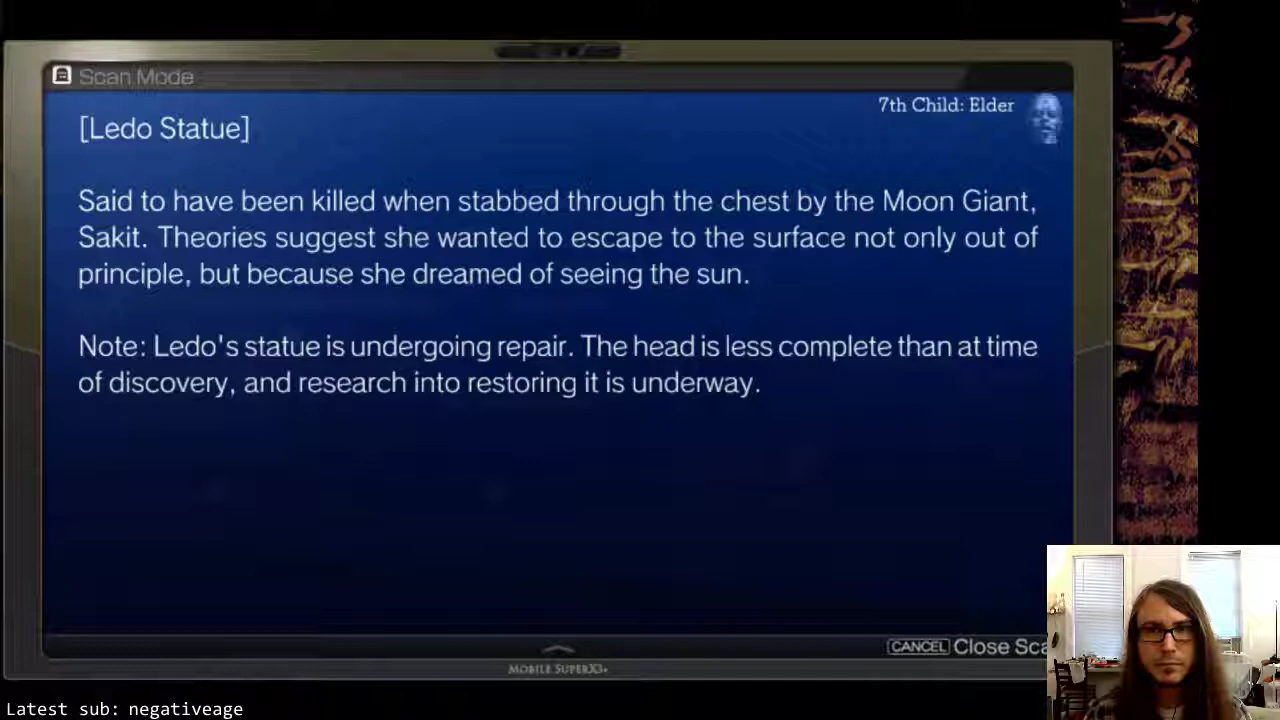 Scan Mode
7th Child: Elder
[Ledo Statue]
Said to have been killed when stabbed through the chest by the Moon Giant,
Sakit. Theories suggest she wanted to escape to the surface not only out of
principle, but because she dreamed of seeing the sun.
Note: Ledo's statue is undergoing repair. The head is less complete than at time
of discovery, and research into restoring it is underway.
CANCEL Close Sc
MOBILE SUPERX3+
Latest sub: negativeage